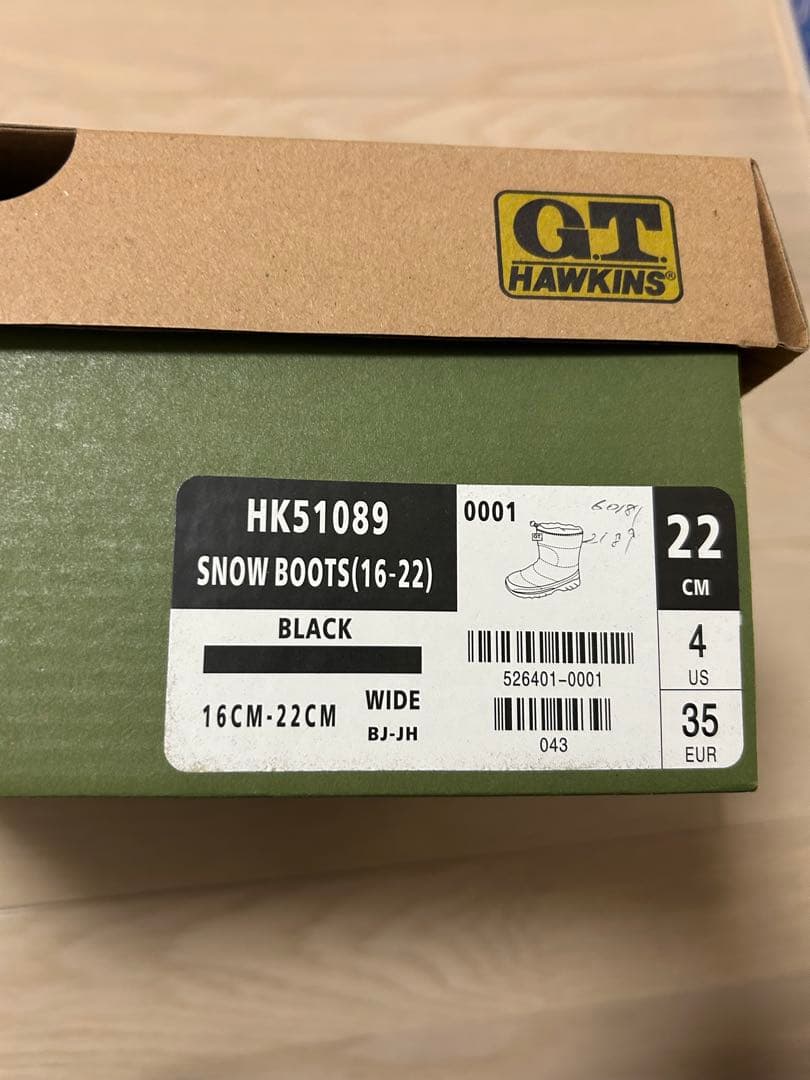 G.T.
HAWKINS®
HK51089
SNOW BOOTS(16-22)
BLACK
16CM-22CM
WIDE
BJ-JH
0001
GT
526401-0001
043
22
CM
4
US
35
EUR